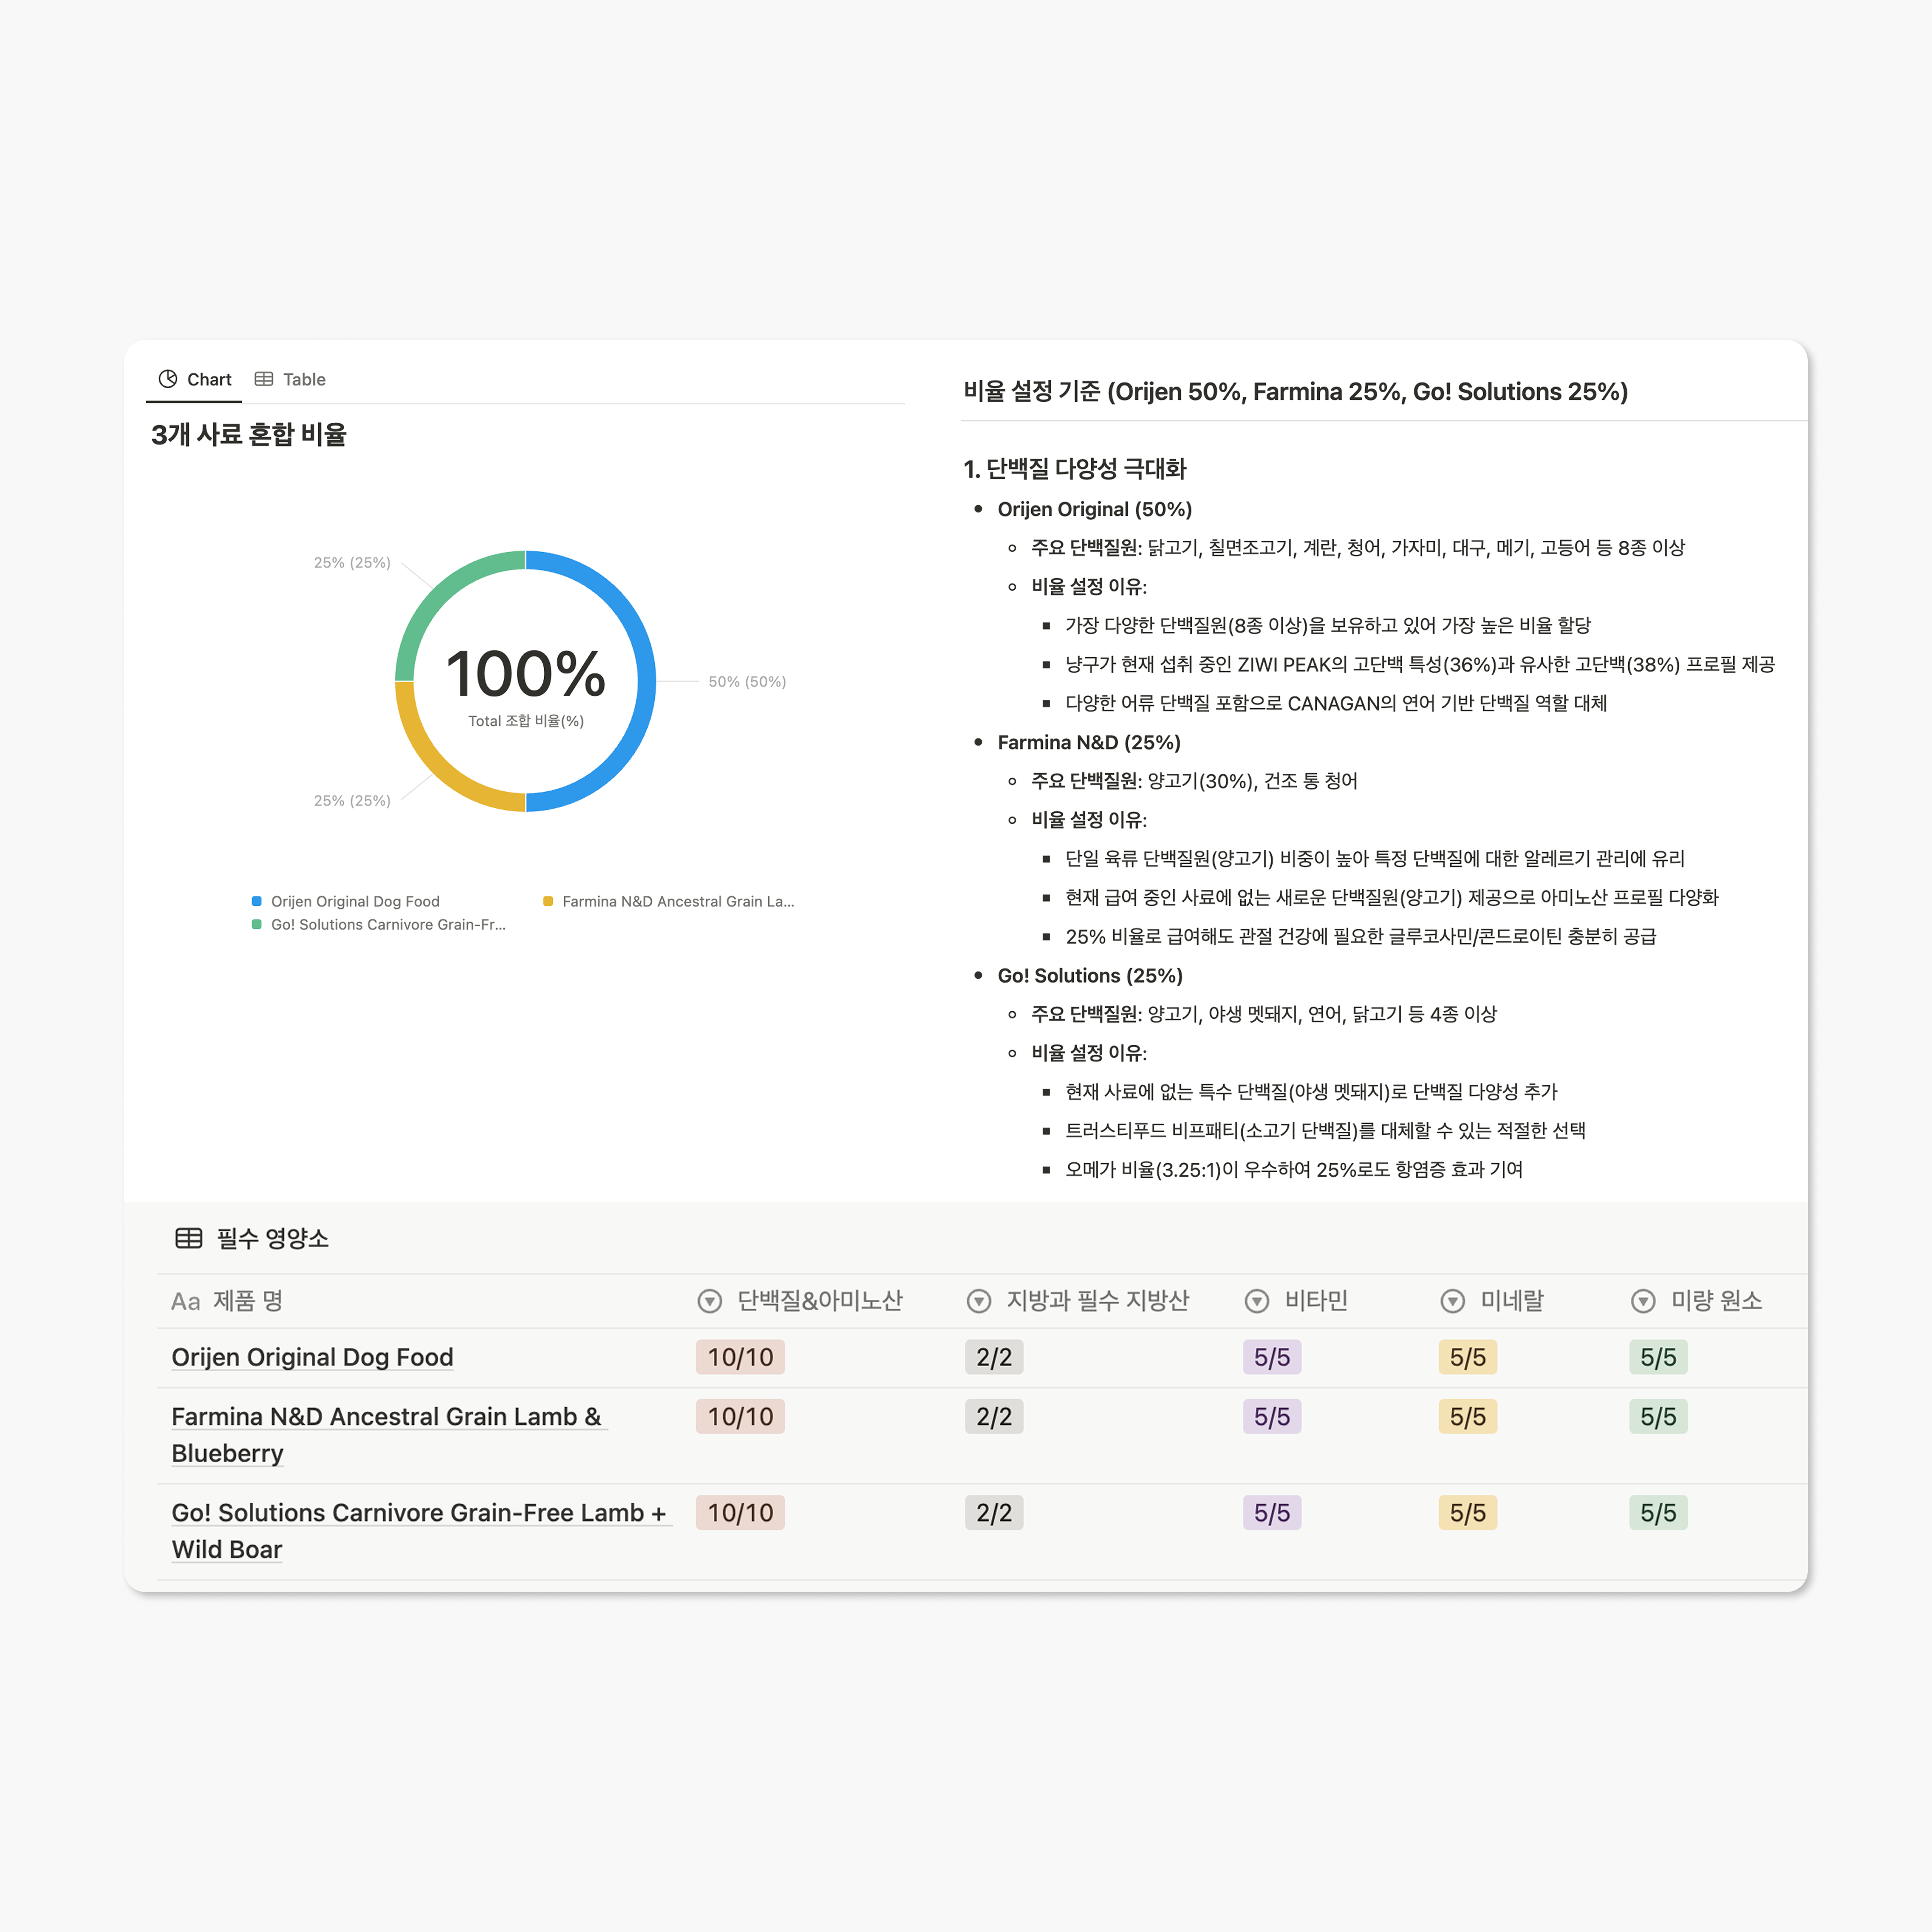 Chart
Table
3개 사료 혼합 비율
25% (25%)
100%
Total 조합 비율(%)
50% (50%)
25% (25%)
Orijen Original Dog Food
Farmina N&D Ancestral Grain La...
Go! Solutions Carnivore Grain-Fr...
비율 설정 기준 (Orijen 50%, Farmina 25%, Go! Solutions 25%)
1. 단백질 다양성 극대화
• Orijen Original (50%)
◦ 주요 단백질원: 닭고기, 칠면조고기, 계란, 청어, 가자미, 대구, 메기, 고등어 등 8종 이상
◦ 비율 설정 이유:
▪ 가장 다양한 단백질원(8종 이상)을 보유하고 있어 가장 높은 비율 할당
▪ 냥구가 현재 섭취 중인 ZIWI PEAK의 고단백 특성(36%)과 유사한 고단백(38%) 프로필 제공
▪ 다양한 어류 단백질 포함으로 CANAGAN의 연어 기반 단백질 역할 대체
• Farmina N&D (25%)
◦ 주요 단백질원: 양고기(30%), 건조 통 청어
◦ 비율 설정 이유:
▪ 단일 육류 단백질원(양고기) 비중이 높아 특정 단백질에 대한 알레르기 관리에 유리
▪ 현재 급여 중인 사료에 없는 새로운 단백질원(양고기) 제공으로 아미노산 프로필 다양화
▪ 25% 비율로 급여해도 관절 건강에 필요한 글루코사민/콘드로이틴 충분히 공급
• Go! Solutions (25%)
◦ 주요 단백질원: 양고기, 야생 멧돼지, 연어, 닭고기 등 4종 이상
◦ 비율 설정 이유:
▪ 현재 사료에 없는 특수 단백질(야생 멧돼지)로 단백질 다양성 추가
▪ 트러스티푸드 비프패티(소고기 단백질)를 대체할 수 있는 적절한 선택
▪ 오메가 비율(3.25:1)이 우수하여 25%로도 항염증 효과 기여
필수 영양소
Aa 제품 명 단백질&아미노산 지방과 필수 지방산 비타민 미네랄 미량 원소
Orijen Original Dog Food 10/10 2/2 5/5 5/5 5/5
Farmina N&D Ancestral Grain Lamb & 10/10 2/2 5/5 5/5 5/5
Blueberry
Go! Solutions Carnivore Grain-Free Lamb + 10/10 2/2 5/5 5/5 5/5
Wild Boar